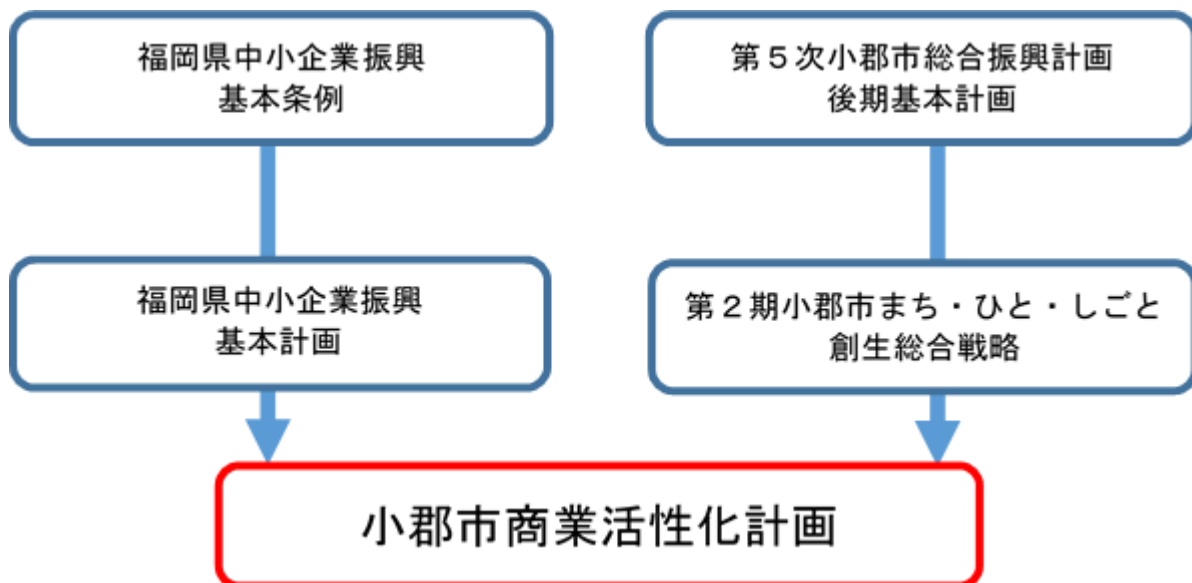 福岡県中小企業振興
基本条例
第５次小郡市総合振興計画
後期基本計画
福岡県中小企業振興
基本計画
第２期小郡市まち・ひと・しごと
創生総合戦略
小郡市商業活性化計画